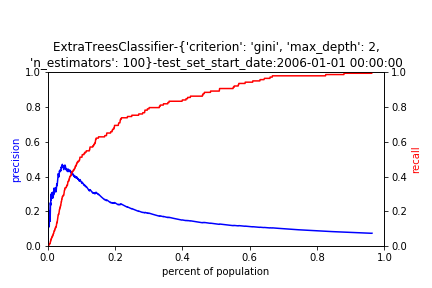 ExtraTreesClassifier-{'criterion': 'gini', 'max_depth': 2,
'n_estimators': 100}-test_set_start_date:2006-01-01 00:00:00
1.0
0.8
0.6
0.4
0.2
0.0
precision
1.0
0.8
0.6
0.4
0.2
0.0
recall
0.0 0.2 0.4 0.6 0.8 1.0
percent of population